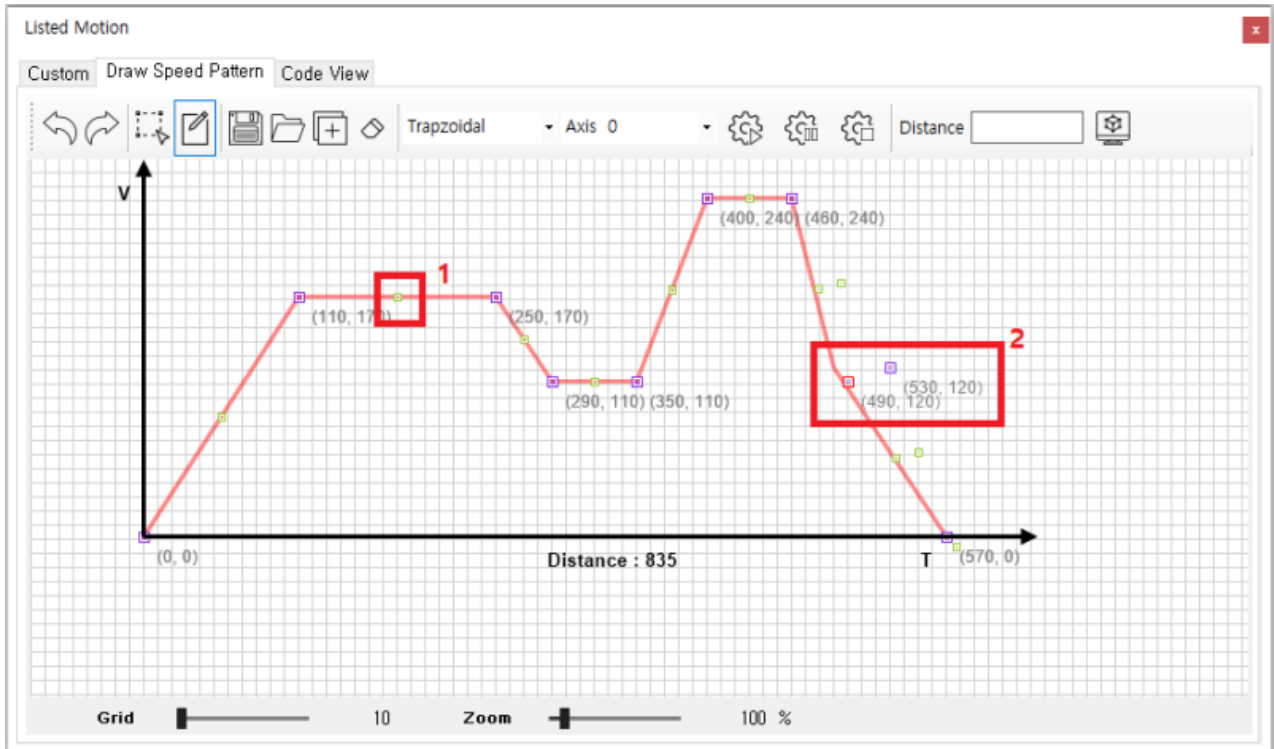 Listed Motion
x
Custom Draw Speed Pattern Code View
Trapzoidal Axis 0 Distance
V
(400, 240) (460, 240)
1
(110, 170) (250, 170)
2
(530, 120)
(290, 110) (350, 110) (490, 120)
(0, 0) Distance : 835 T (570, 0)
Grid 10 Zoom 100 %